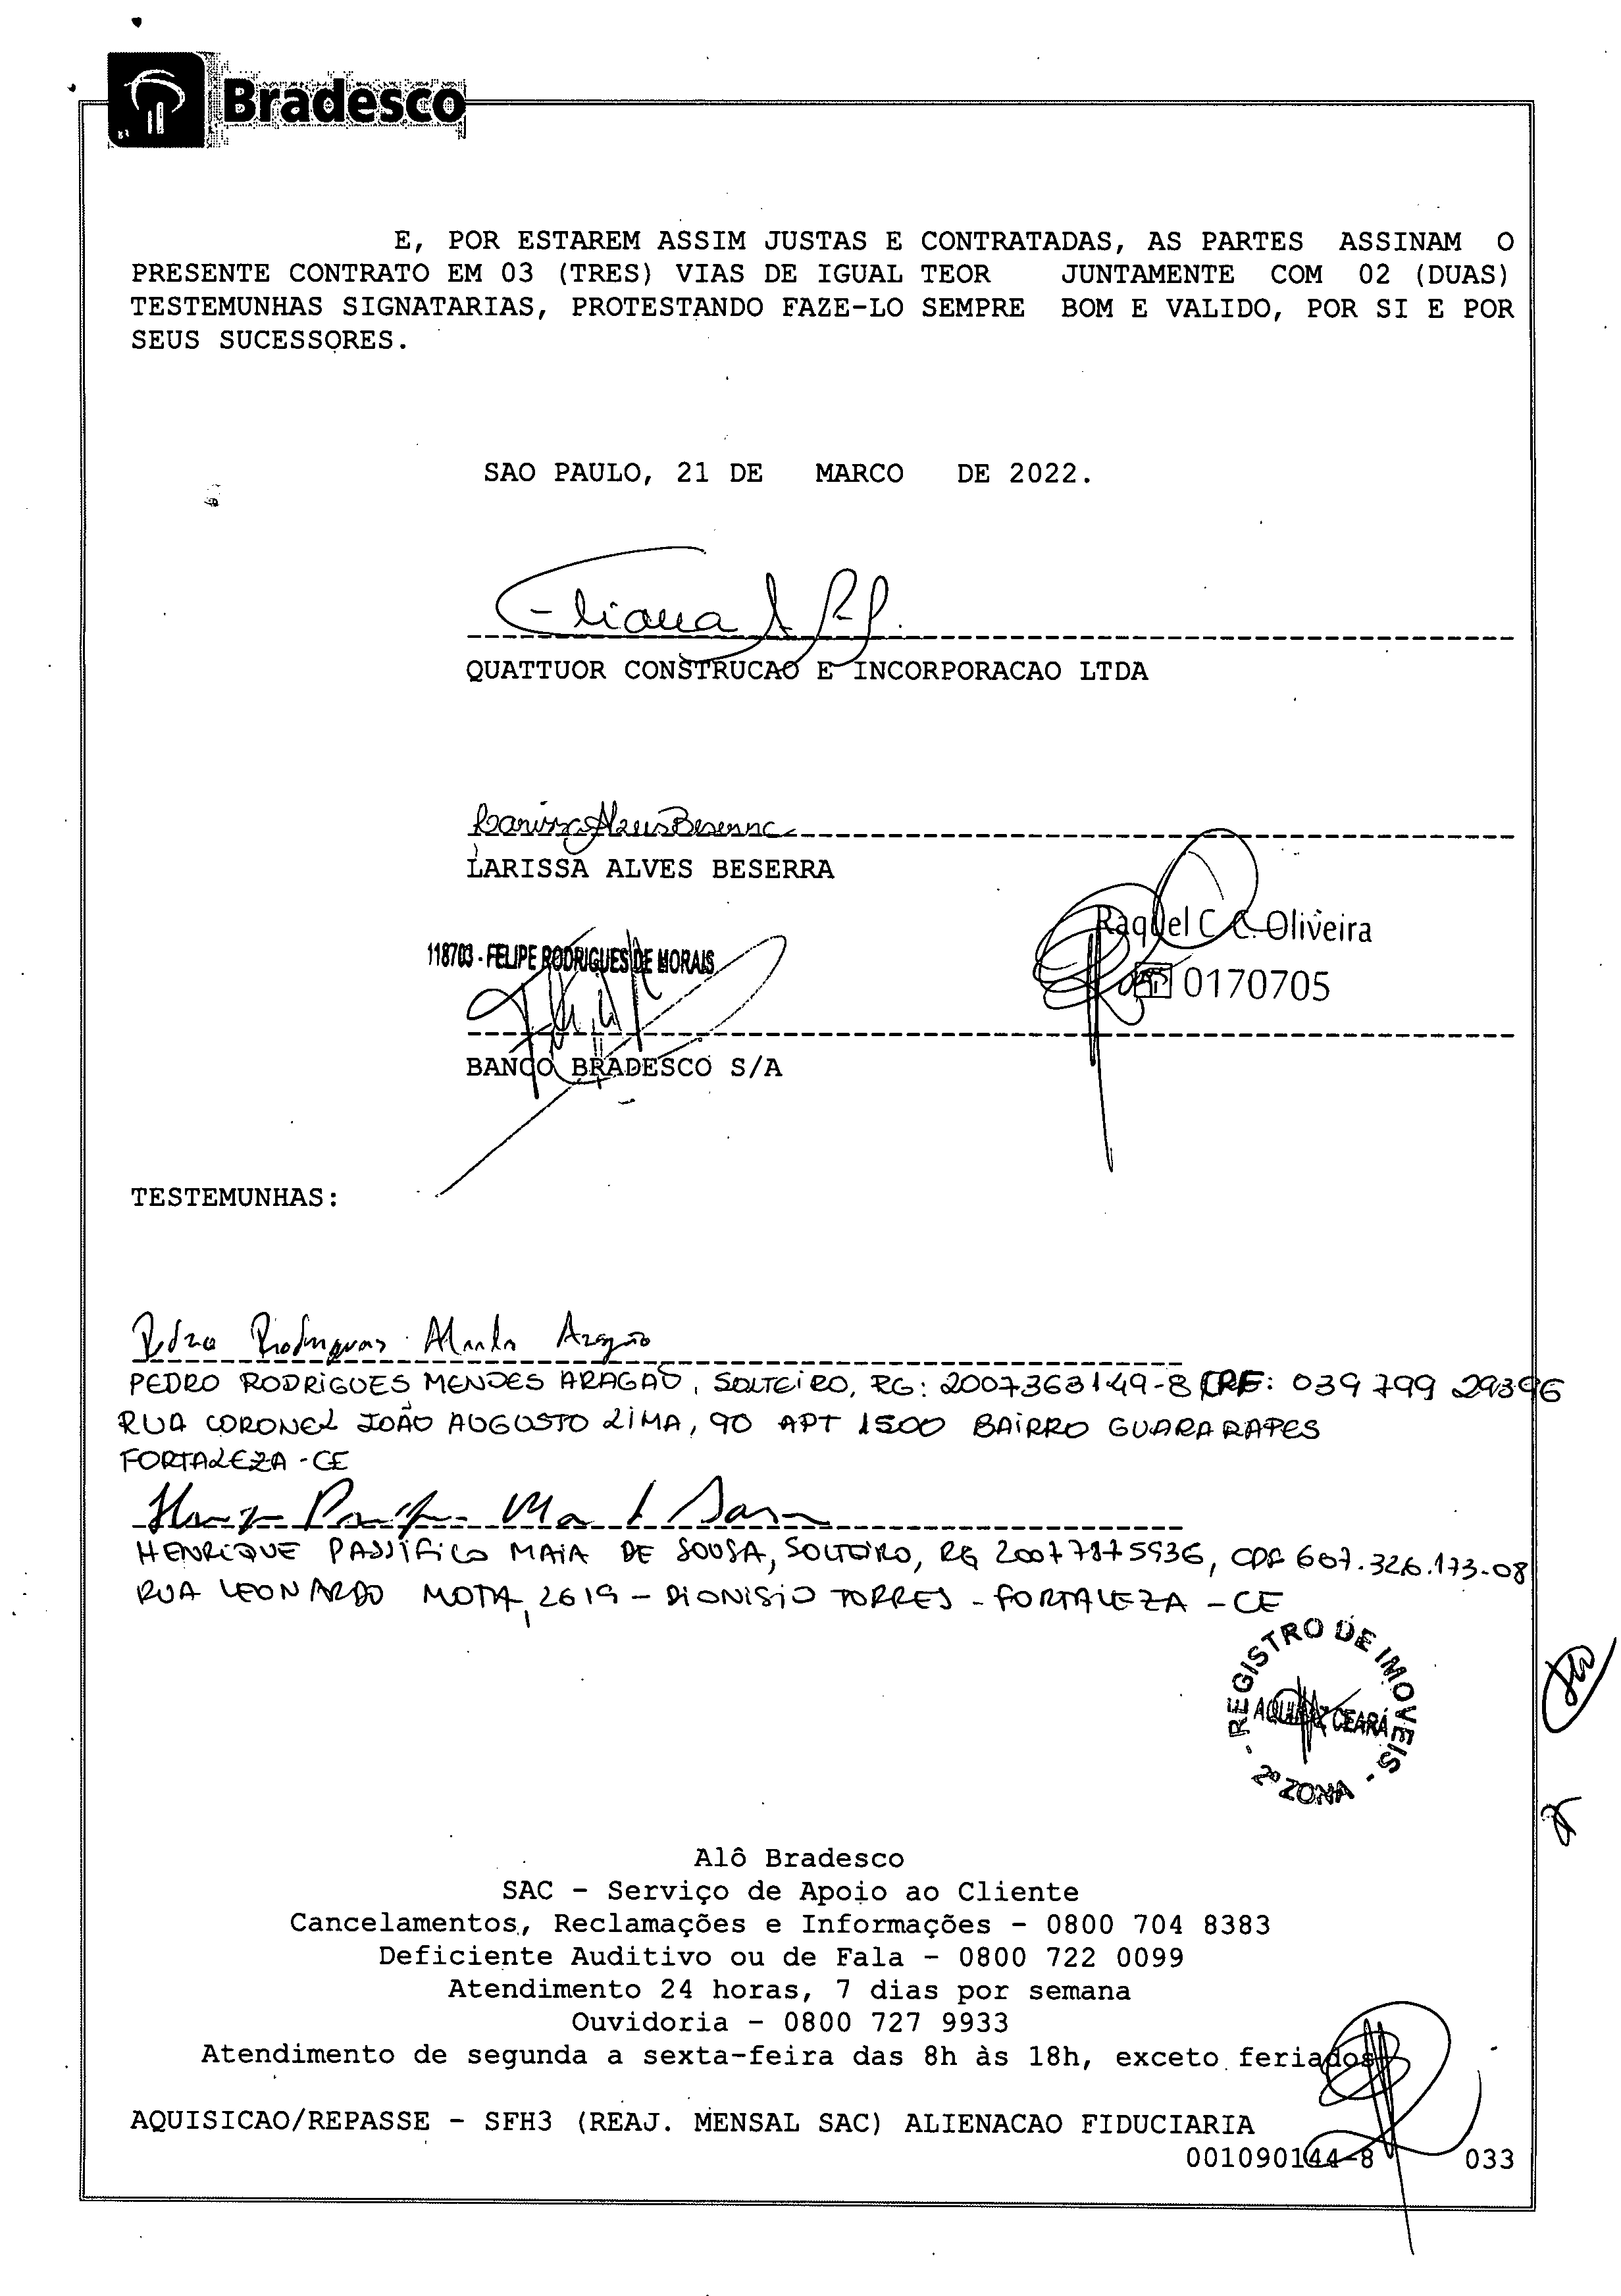 Bradesco
E, POR ESTAREM ASSIM JUSTAS E CONTRATADAS, AS PARTES ASSINAM O
PRESENTE CONTRATO EM 03 (TRES) VIAS DE IGUAL TEOR JUNTAMENTE COM 02 (DUAS)
TESTEMUNHAS SIGNATARIAS, PROTESTANDO FAZE-LO SEMPRE BOM E VALIDO, POR SI E POR
SEUS SUCESSORES.
SAO PAULO, 21 DE MARCO DE 2022.
Eliana
QUATTUOR CONSTRUCAO E INCORPORACAO LTDA
Larissa Alves Beserra
LARISSA ALVES BESERRA
118703 - FELIPE RODRIGUES DE MORAIS
Raquel C. C. Oliveira
0170705
BANCO BRADESCO S/A
TESTEMUNHAS:
Pedro Rodrigues Mendes Aragão
PEDRO RODRIGUES MENDES ARAGAO, SOLTEIRO, RG: 2007363149-8 CPF: 039 799 293
RUA CORONEL JOÃO AUGUSTO LIMA, 90 APT 1500 BAIRRO GUARARAPES
FORTALEZA - CE
HENRIQUE PASSIFICO MAIA DE SOUSA, SOLTEIRO, RG 20077875936, CPF 607.326.173-08
RUA LEONARDO MOTA, 2619 - DIONISIO TORRES - FORTALEZA - CE
- REGISTRO DE IMOVEIS -
AQUIRAZ CEARÁ
2ª ZONA
Alô Bradesco
SAC - Serviço de Apoio ao Cliente
Cancelamentos, Reclamações e Informações - 0800 704 8383
Deficiente Auditivo ou de Fala - 0800 722 0099
Atendimento 24 horas, 7 dias por semana
Ouvidoria - 0800 727 9933
Atendimento de segunda a sexta-feira das 8h às 18h, exceto feriados
AQUISICAO/REPASSE - SFH3 (REAJ. MENSAL SAC) ALIENACAO FIDUCIARIA
001090144-8 033